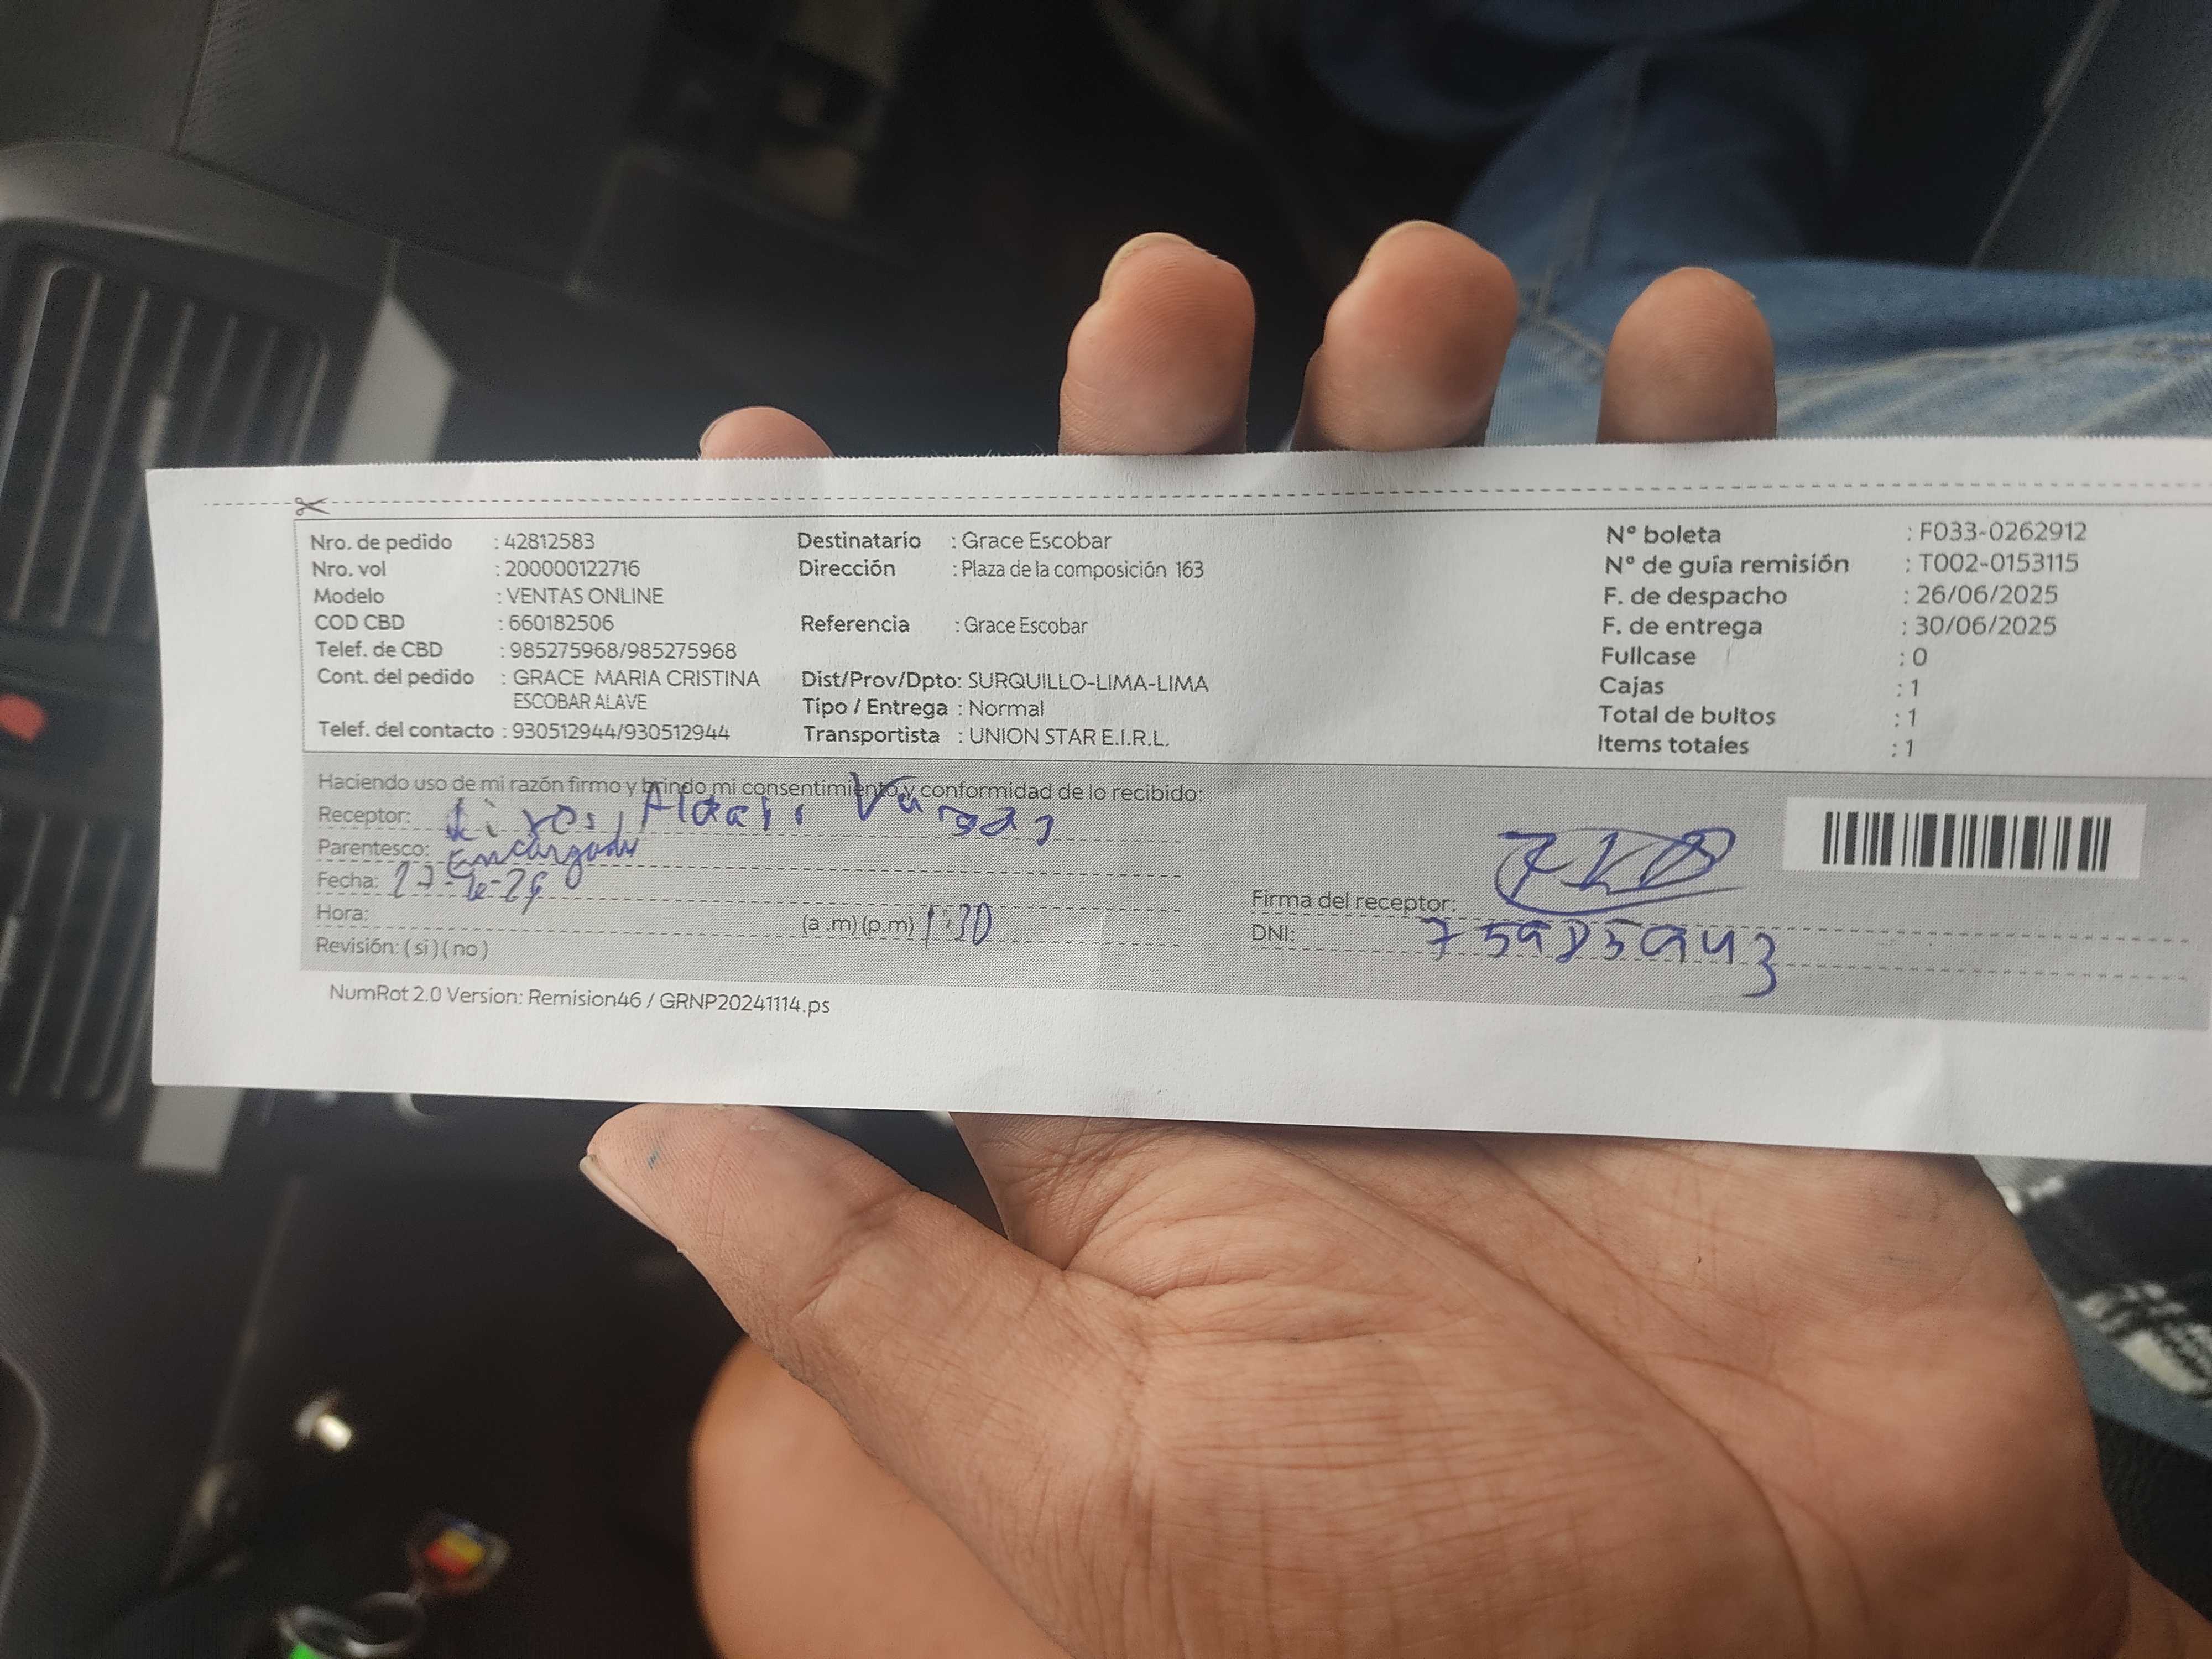 Nro. de pedido : 42812583
Nro. vol : 200000122716
Modelo : VENTAS ONLINE
COD CBD : 660182506
Telef. de CBD : 985275968/985275968
Cont. del pedido : GRACE MARIA CRISTINA
ESCOBAR ALAVE
Telef. del contacto : 930512944/930512944
Destinatario : Grace Escobar
Dirección : Plaza de la composición 163
Referencia : Grace Escobar
Dist/Prov/Dpto: SURQUILLO-LIMA-LIMA
Tipo / Entrega : Normal
Transportista : UNION STAR E.I.R.L.
N° boleta : F033-0262912
N° de guía remisión : T002-0153115
F. de despacho : 26/06/2025
F. de entrega : 30/06/2025
Fullcase : 0
Cajas : 1
Total de bultos : 1
Items totales : 1
Haciendo uso de mi razón firmo y brindo mi consentimiento y conformidad de lo recibido:
Receptor:
Parentesco: Encargado
Fecha:
Hora: (a .m) (p.m) 1:30
Revisión: ( si ) ( no )
Firma del receptor:
DNI:
NumRot 2.0 Version: Remision46 / GRNP20241114.ps